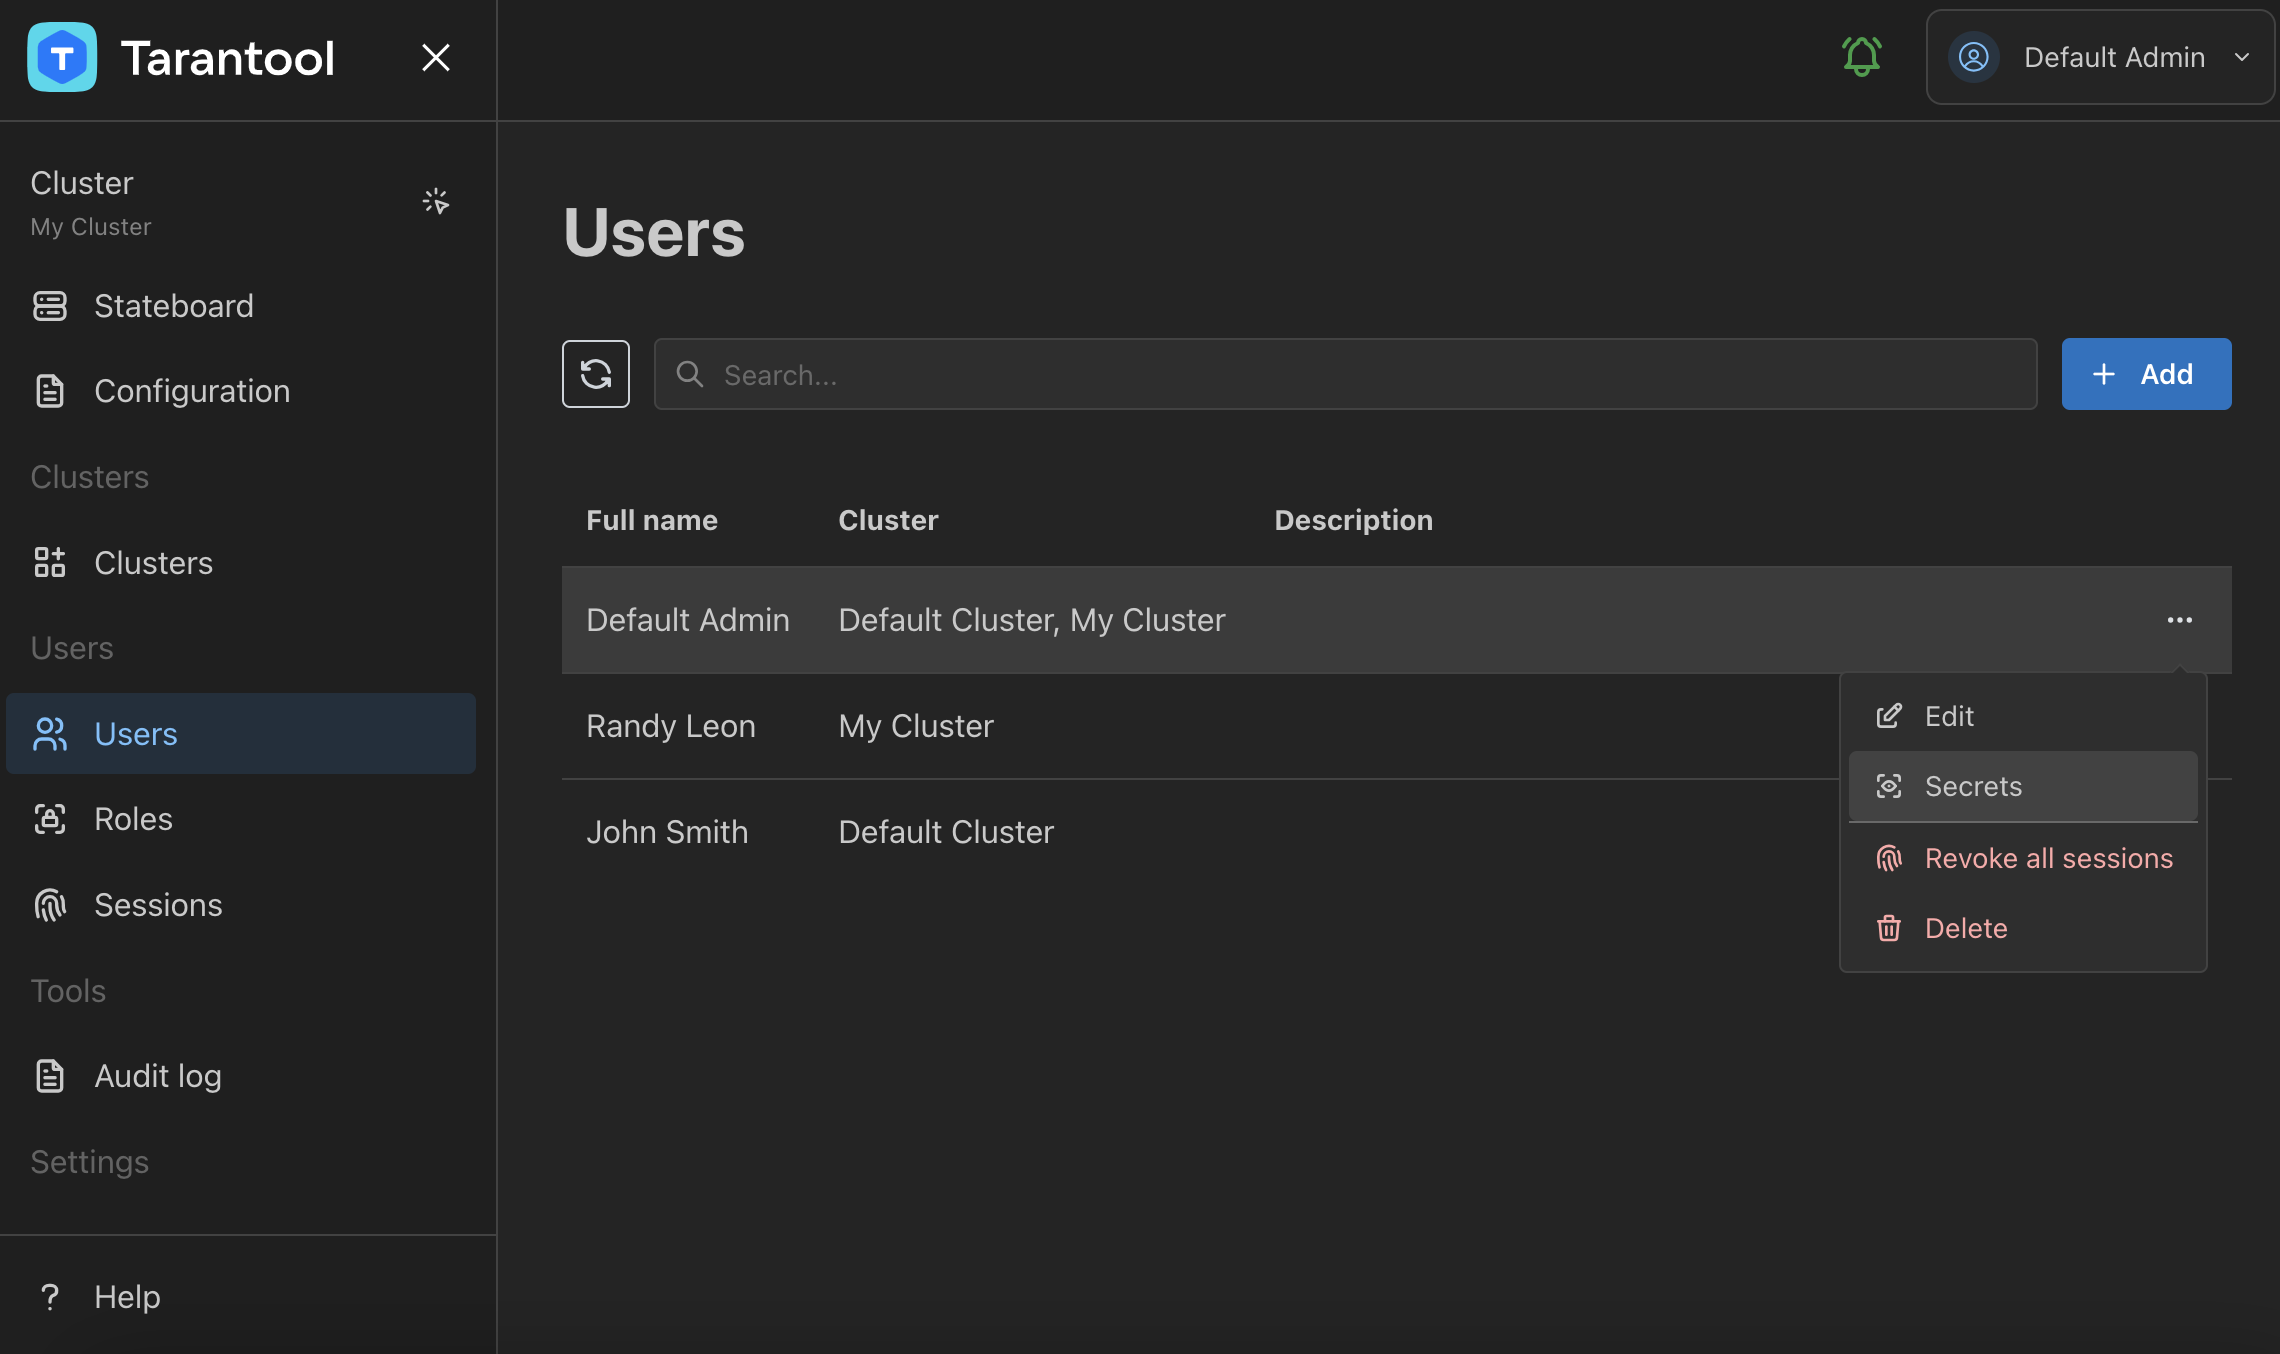 Tarantool
Default Admin
Cluster
My Cluster
Stateboard
Configuration
Clusters
Clusters
Users
Users
Roles
Sessions
Tools
Audit log
Settings
Help
Users
Search...
Add
Full name Cluster Description
Default Admin Default Cluster, My Cluster
Randy Leon My Cluster
John Smith Default Cluster
Edit
Secrets
Revoke all sessions
Delete